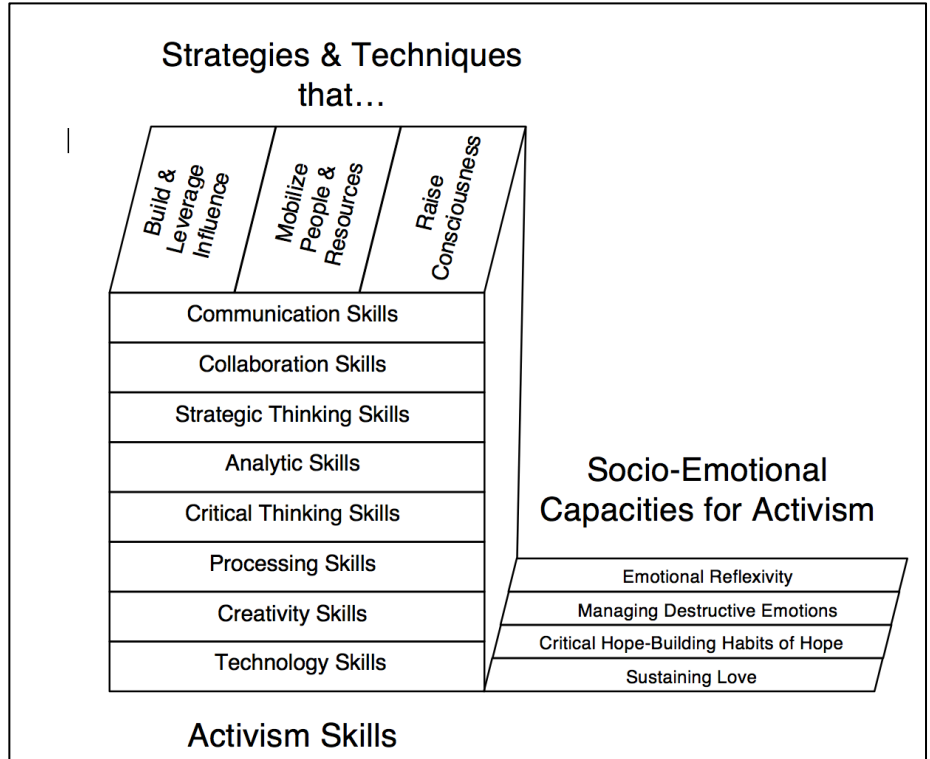 Strategies & Techniques
that…
Build &
Leverage
Influence
Mobilize
People &
Resources
Raise
Consciousness
Communication Skills
Collaboration Skills
Strategic Thinking Skills
Analytic Skills
Critical Thinking Skills
Processing Skills
Creativity Skills
Technology Skills
Activism Skills
Socio-Emotional
Capacities for Activism
Emotional Reflexivity
Managing Destructive Emotions
Critical Hope-Building Habits of Hope
Sustaining Love